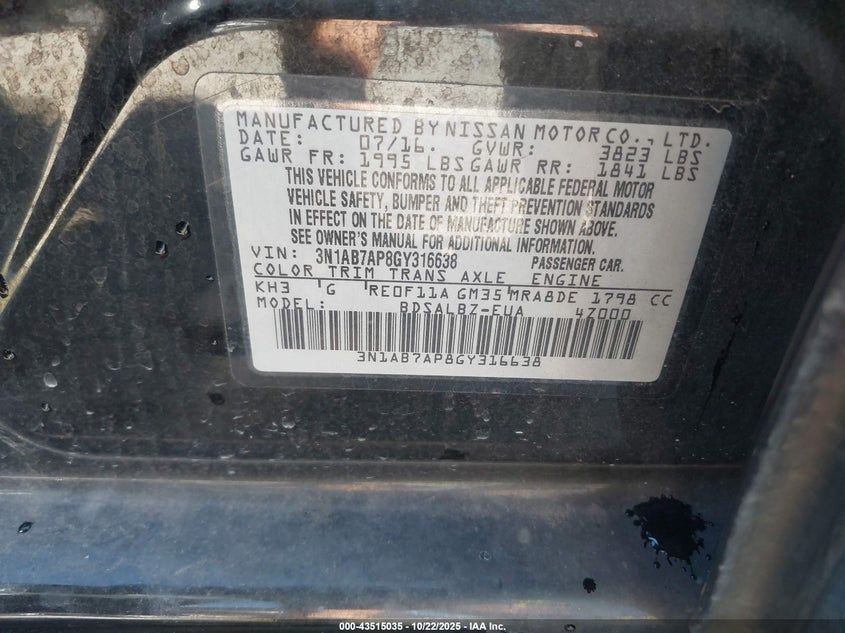 MANUFACTURED BY NISSAN MOTOR CO., LTD.
DATE: 07/16. GVWR: 3823 LBS
GAWR FR: 1995 LBS GAWR RR: 1841 LBS
THIS VEHICLE CONFORMS TO ALL APPLICABLE FEDERAL MOTOR
VEHICLE SAFETY, BUMPER AND THEFT PREVENTION STANDARDS
IN EFFECT ON THE DATE OF MANUFACTURE SHOWN ABOVE.
SEE OWNER'S MANUAL FOR ADDITIONAL INFORMATION.
VIN: 3N1AB7AP8GY316638 PASSENGER CAR.
COLOR TRIM TRANS AXLE ENGINE
KH3 G RE0F11A GM35 MRA8DE 1798 CC
MODEL: BDSALBZ-EUA 47000
3N1AB7AP8GY316638
000-43515035 - 10/22/2025 - IAA Inc.